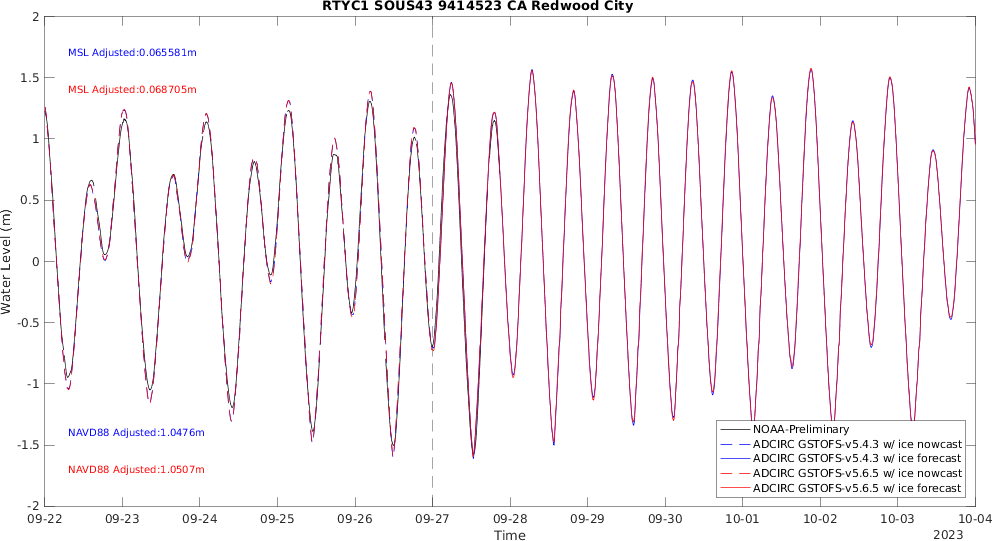 RTYC1 SOUS43 9414523 CA Redwood City
2
1.5
1
0.5
0
-0.5
-1
-1.5
-2
Water Level (m)
MSL Adjusted:0.065581m
MSL Adjusted:0.068705m
NAVD88 Adjusted:1.0476m
NAVD88 Adjusted:1.0507m
NOAA-Preliminary
ADCIRC GSTOFS-v5.4.3 w/ ice nowcast
ADCIRC GSTOFS-v5.4.3 w/ ice forecast
ADCIRC GSTOFS-v5.6.5 w/ ice nowcast
ADCIRC GSTOFS-v5.6.5 w/ ice forecast
09-22 09-23 09-24 09-25 09-26 09-27 09-28 09-29 09-30 10-01 10-02 10-03 10-04
Time
2023